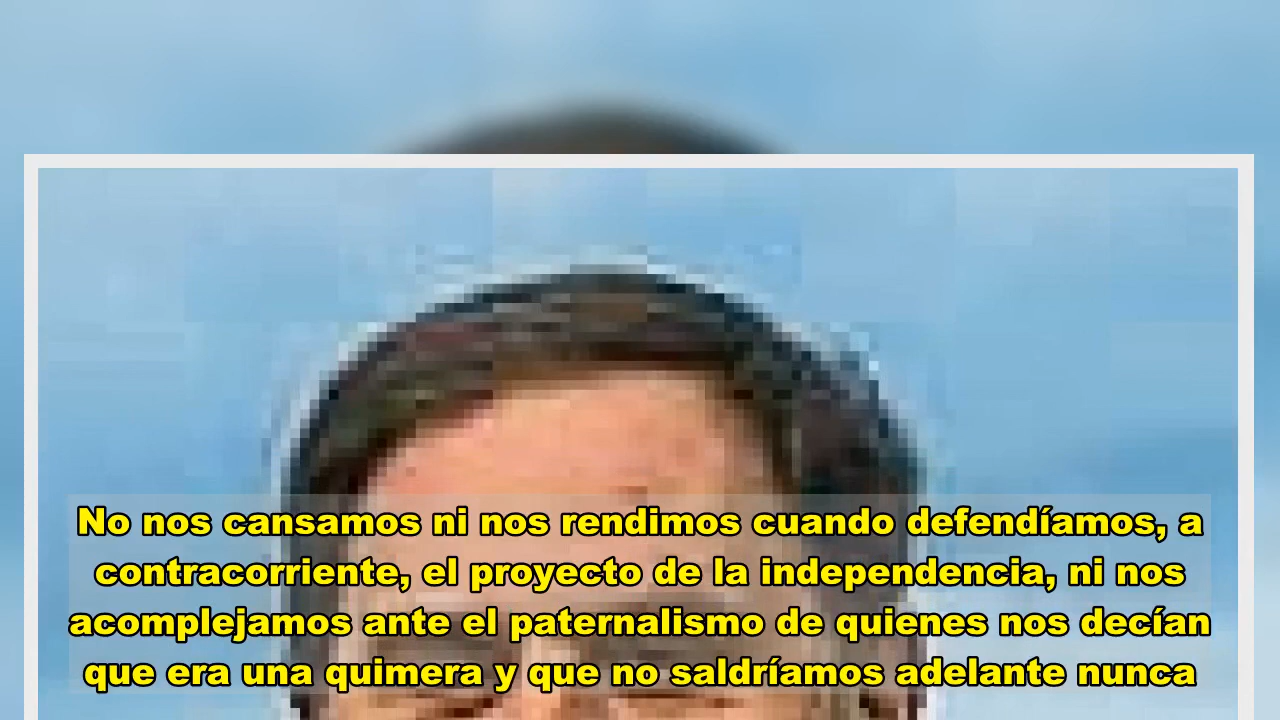 No nos cansamos ni nos rendimos cuando defendíamos, a
contracorriente, el proyecto de la independencia, ni nos
acomplejamos ante el paternalismo de quienes nos decían
que era una quimera y que no saldríamos adelante nunca